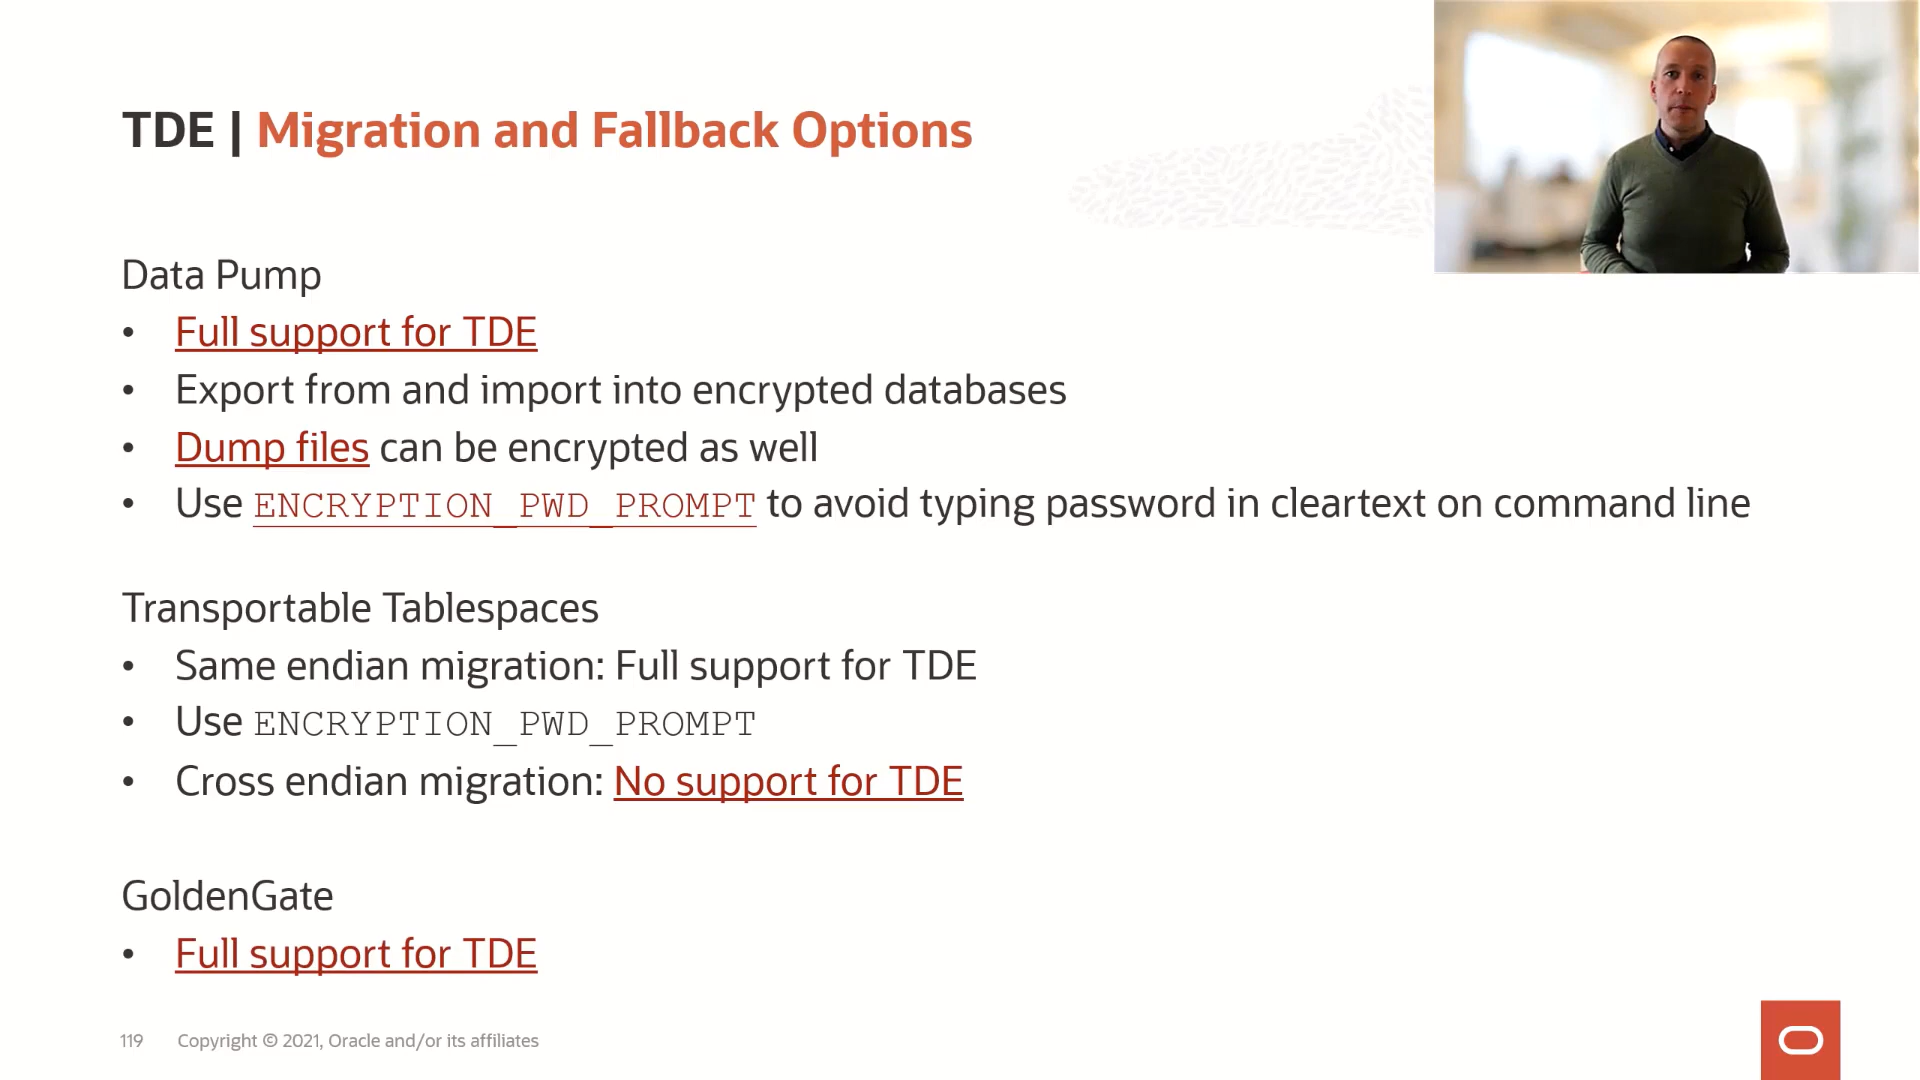 TDE | Migration and Fallback Options
Data Pump
• Full support for TDE
• Export from and import into encrypted databases
• Dump files can be encrypted as well
• Use ENCRYPTION_PWD_PROMPT to avoid typing password in cleartext on command line
Transportable Tablespaces
• Same endian migration: Full support for TDE
• Use ENCRYPTION_PWD_PROMPT
• Cross endian migration: No support for TDE
GoldenGate
• Full support for TDE
119 Copyright © 2021, Oracle and/or its affiliates